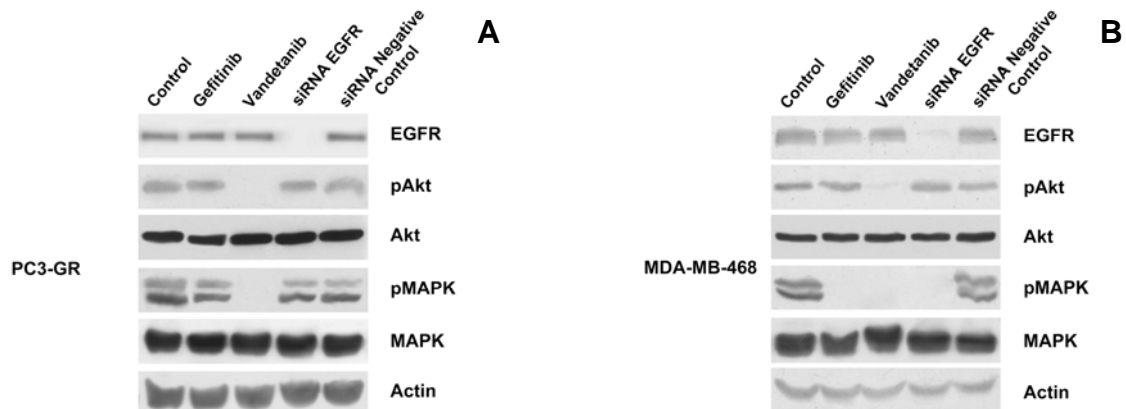 A
Control
Gefitinib
Vandetanib
siRNA EGFR
siRNA Negative
Control
EGFR
pAkt
Akt
PC3-GR
pMAPK
MAPK
Actin
B
Control
Gefitinib
Vandetanib
siRNA EGFR
siRNA Negative
Control
EGFR
pAkt
Akt
MDA-MB-468
pMAPK
MAPK
Actin